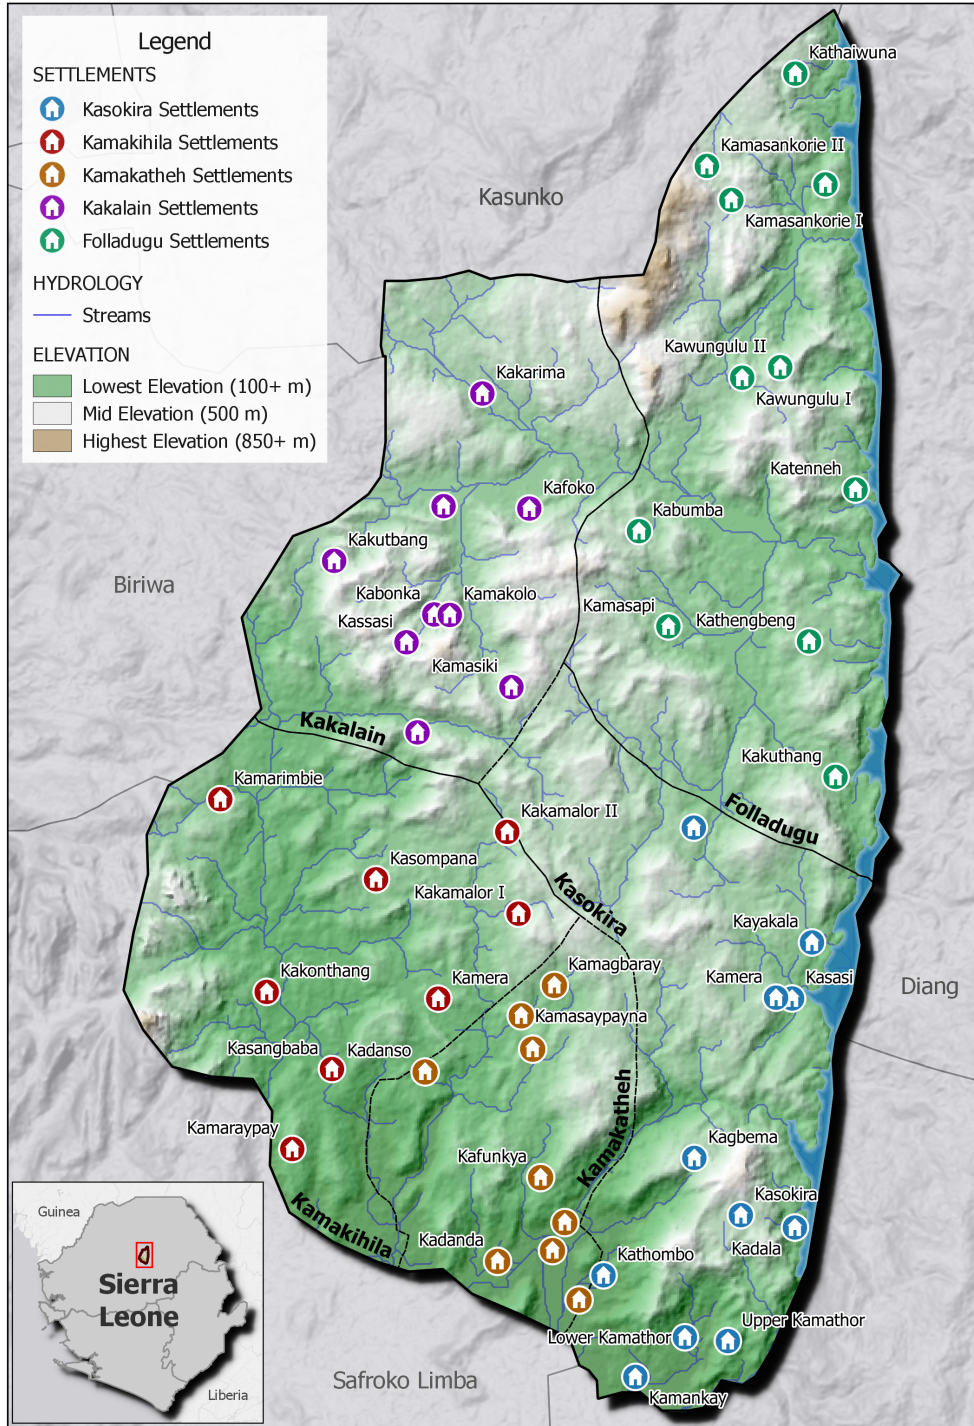 Legend
SETTLEMENTS
Kasokira Settlements
Kamakihila Settlements
Kamakatheh Settlements
Kakalain Settlements
Folladugu Settlements
HYDROLOGY
Streams
ELEVATION
Lowest Elevation (100+ m)
Mid Elevation (500 m)
Highest Elevation (850+ m)
Kathaiwuna
Kamasankorie II
Kasunko
Kamasankorie I
Kawungulu II
Kakarima
Kawungulu I
Katenneh
Kafoko
Kabumba
Kakutbang
Biriwa
Kabonka
Kamakolo
Kamasapi
Kassasi
Kathengbeng
Kamasiki
Kakalain
Kakuthang
Kamarimbie
Folladugu
Kakamalor II
Kasompana
Kakamalor I
Kasokira
Kayakala
Kamagbaray
Kakonthang
Kamera
Kamera
Kasasi
Diang
Kamasaypayna
Kasangbaba
Kadanso
Kamakatheh
Kamaraypay
Kagbema
Kafunkya
Kasokira
Guinea
Kamakihila
Kadanda
Kadala
Kathombo
Sierra
Leone
Upper Kamathor
Lower Kamathor
Safroko Limba
Liberia
Kamankay